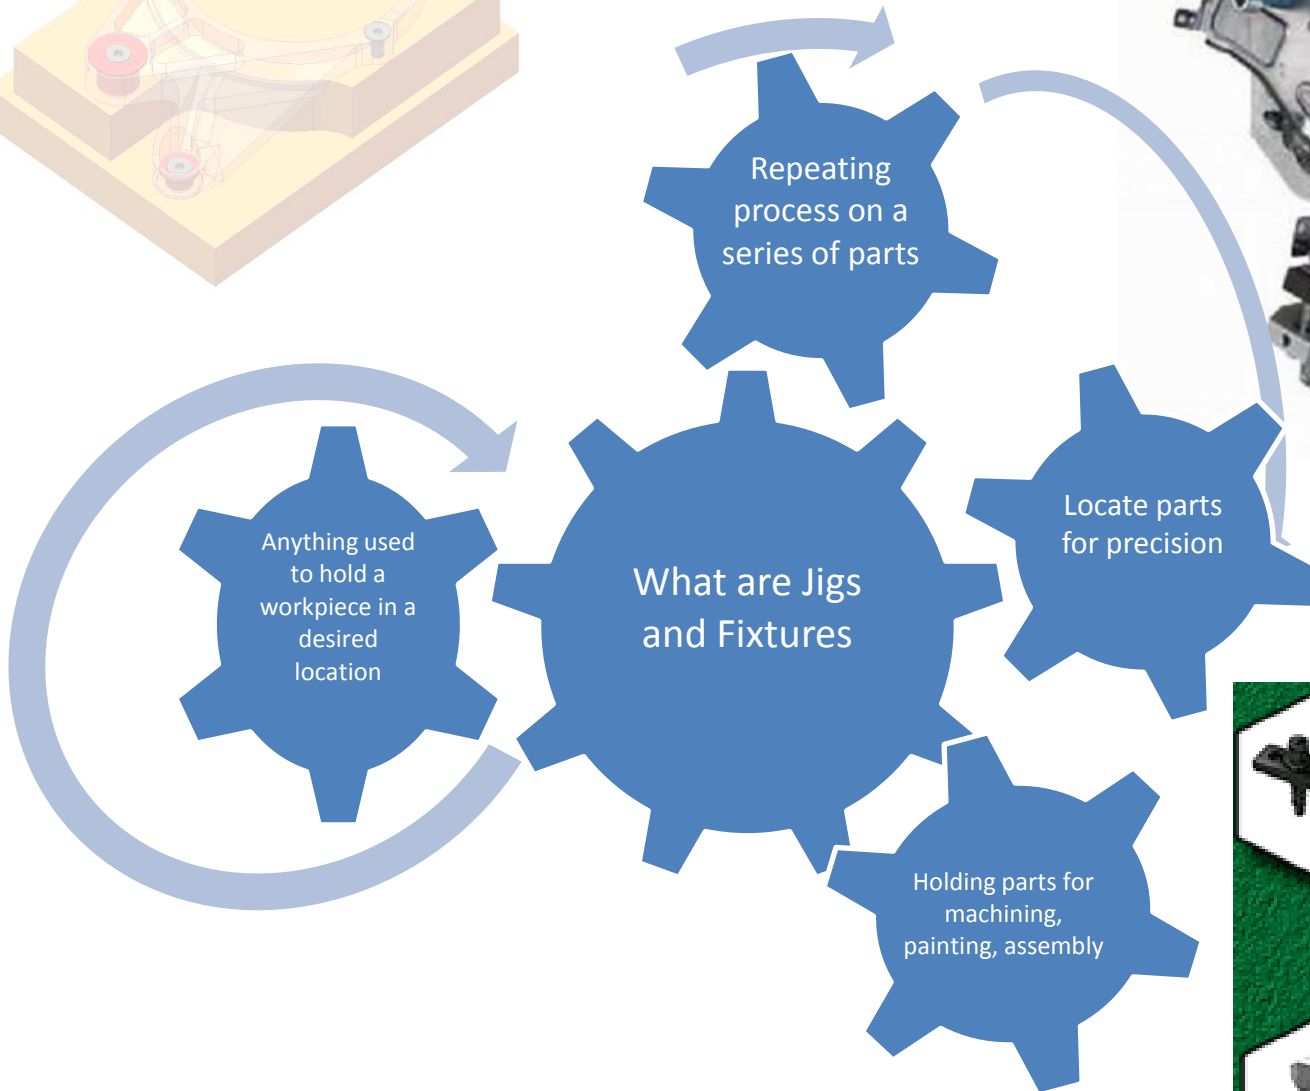 Repeating
process on a
series of parts
Anything used
to hold a
workpiece in a
desired
location
What are Jigs
and Fixtures
Locate parts
for precision
Holding parts for
machining,
painting, assembly